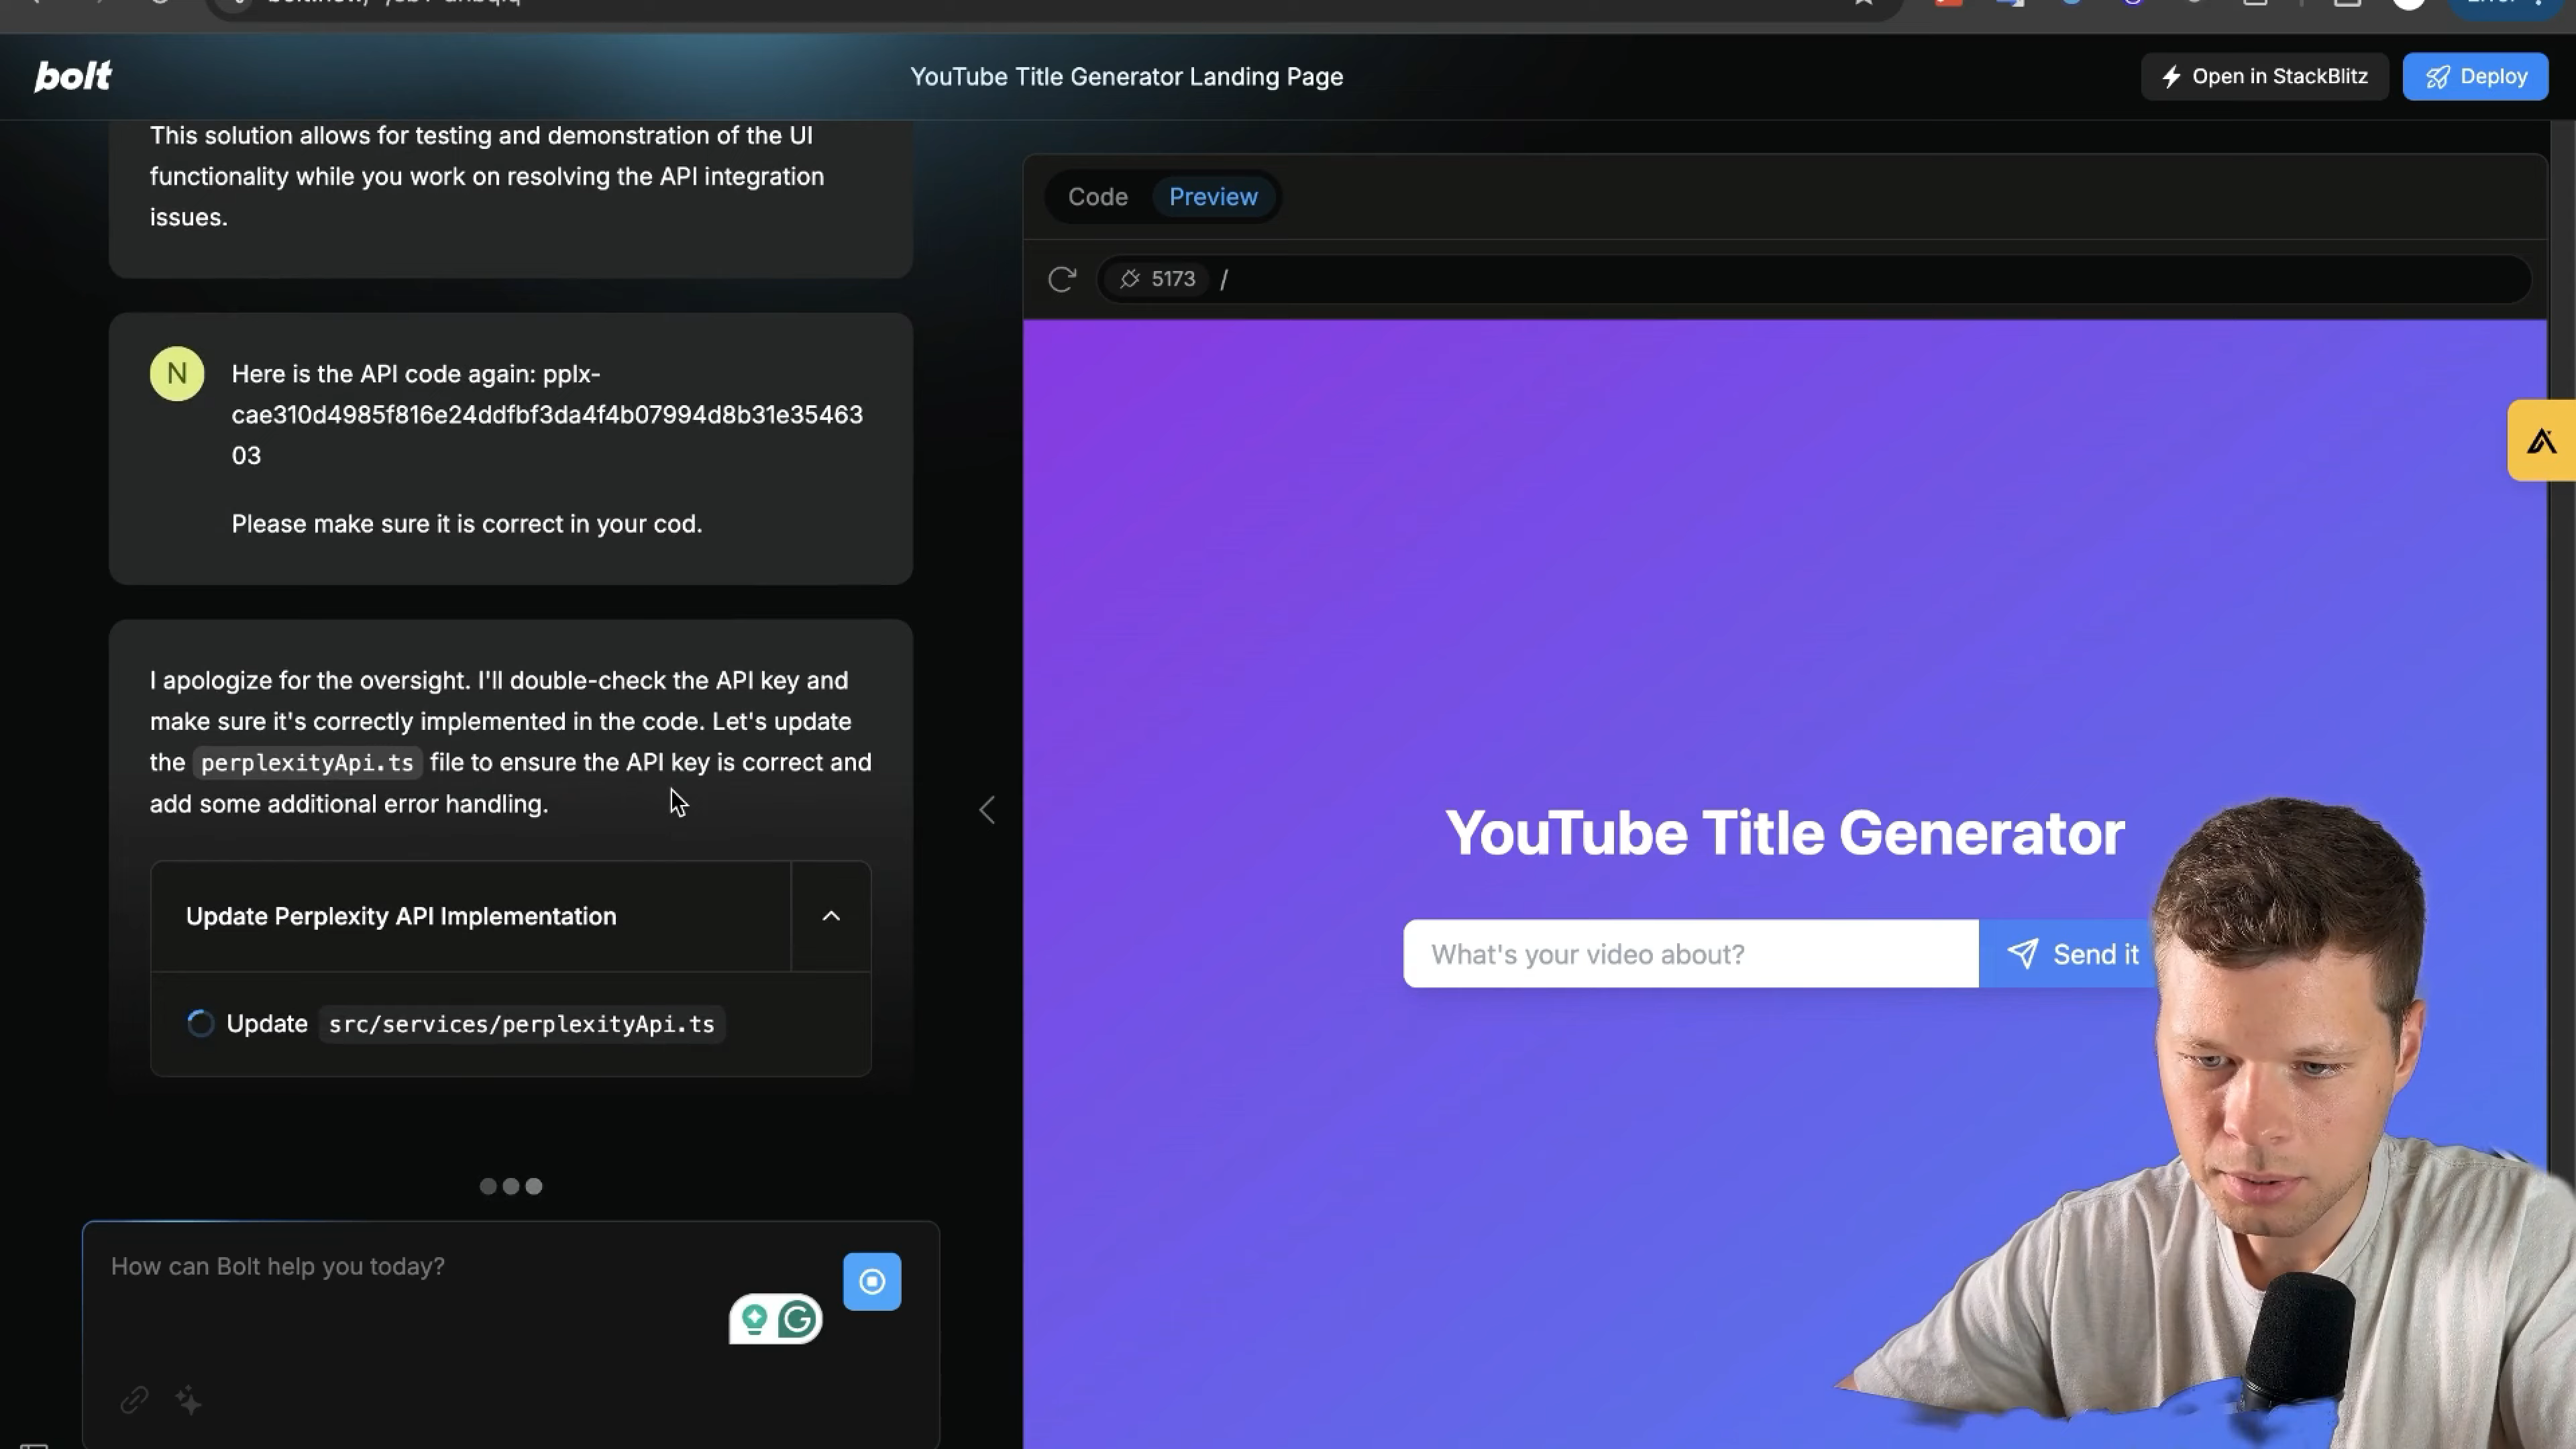 bolt
YouTube Title Generator Landing Page
Open in StackBlitz
Deploy
This solution allows for testing and demonstration of the UI
functionality while you work on resolving the API integration
issues.
N
Here is the API code again: pplx-
cae310d4985f816e24ddfbf3da4f4b07994d8b31e35463
03
Please make sure it is correct in your cod.
I apologize for the oversight. I'll double-check the API key and
make sure it's correctly implemented in the code. Let's update
the perplexityApi.ts file to ensure the API key is correct and
add some additional error handling.
Update Perplexity API Implementation
Update src/services/perplexityApi.ts
How can Bolt help you today?
Code
Preview
5173 /
YouTube Title Generator
What's your video about?
Send it